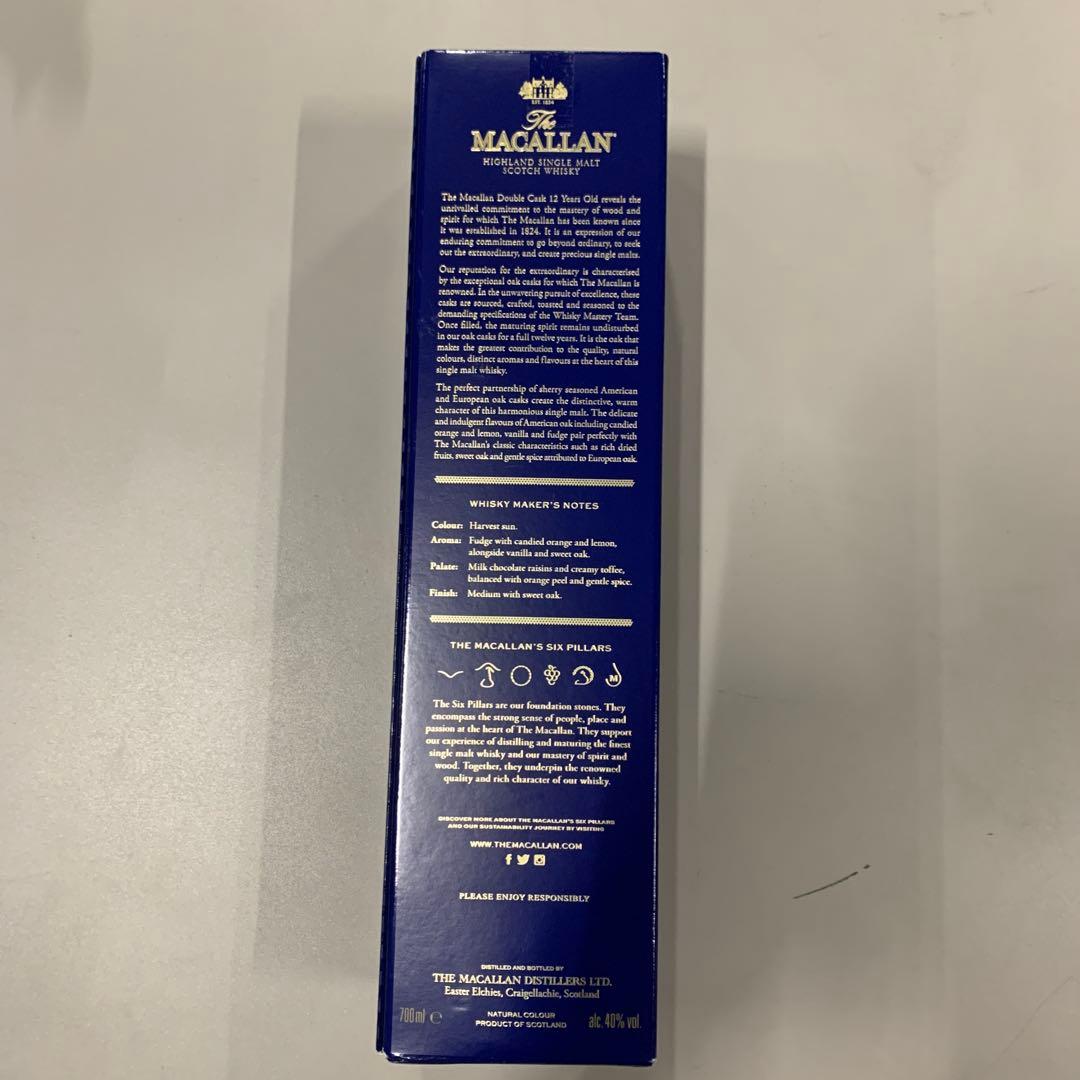 EST. 1824
The
MACALLAN
HIGHLAND SINGLE MALT
SCOTCH WHISKY
The Macallan Double Cask 12 Years Old reveals the
unrivalled commitment to the mastery of wood and
spirit for which The Macallan has been known since
it was established in 1824. It is an expression of our
enduring commitment to go beyond ordinary, to seek
out the extraordinary, and create precious single malts.
Our reputation for the extraordinary is characterised
by the exceptional oak casks for which The Macallan is
renowned. In the unwavering pursuit of excellence, these
casks are sourced, crafted, toasted and seasoned to the
demanding specifications of the Whisky Mastery Team.
Once filled, the maturing spirit remains undisturbed
in our oak casks for a full twelve years. It is the oak that
makes the greatest contribution to the quality, natural
colours, distinct aromas and flavours at the heart of this
single malt whisky.
The perfect partnership of sherry seasoned American
and European oak casks create the distinctive, warm
character of this harmonious single malt. The delicate
and indulgent flavours of American oak including candied
orange and lemon, vanilla and fudge pair perfectly with
The Macallan's classic characteristics such as rich dried
fruits, sweet oak and gentle spice attributed to European oak.
WHISKY MAKER'S NOTES
Colour: Harvest sun.
Aroma: Fudge with candied orange and lemon,
alongside vanilla and sweet oak.
Palate: Milk chocolate raisins and creamy toffee,
balanced with orange peel and gentle spice.
Finish: Medium with sweet oak.
THE MACALLAN'S SIX PILLARS
M
The Six Pillars are our foundation stones. They
encompass the strong sense of people, place and
passion at the heart of The Macallan. They support
our experience of distilling and maturing the finest
single malt whisky and our mastery of spirit and
wood. Together, they underpin the renowned
quality and rich character of our whisky.
DISCOVER MORE ABOUT THE MACALLAN'S SIX PILLARS
AND OUR SUSTAINABILITY JOURNEY BY VISITING
WWW.THEMACALLAN.COM
PLEASE ENJOY RESPONSIBLY
DISTILLED AND BOTTLED BY
THE MACALLAN DISTILLERS LTD.
Easter Elchies, Craigellachie, Scotland
700 ml ℮
NATURAL COLOUR
PRODUCT OF SCOTLAND
alc. 40% vol.